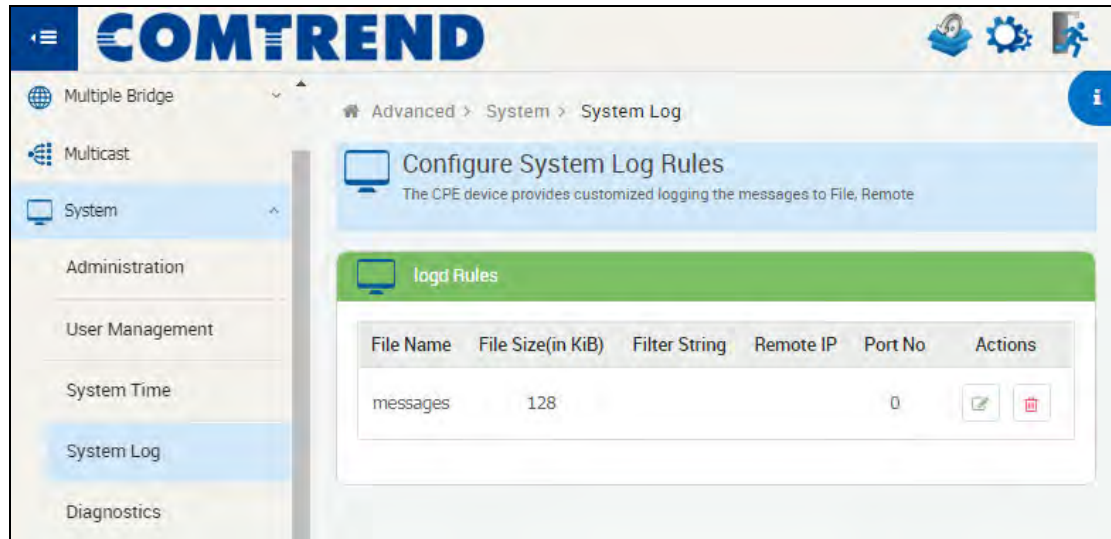 COMTREND
Multiple Bridge
Multicast
System
Administration
User Management
System Time
System Log
Diagnostics
Advanced > System > System Log
i
Configure System Log Rules
The CPE device provides customized logging the messages to File, Remote
logd Rules
File Name File Size(in KiB) Filter String Remote IP Port No Actions
messages 128 0